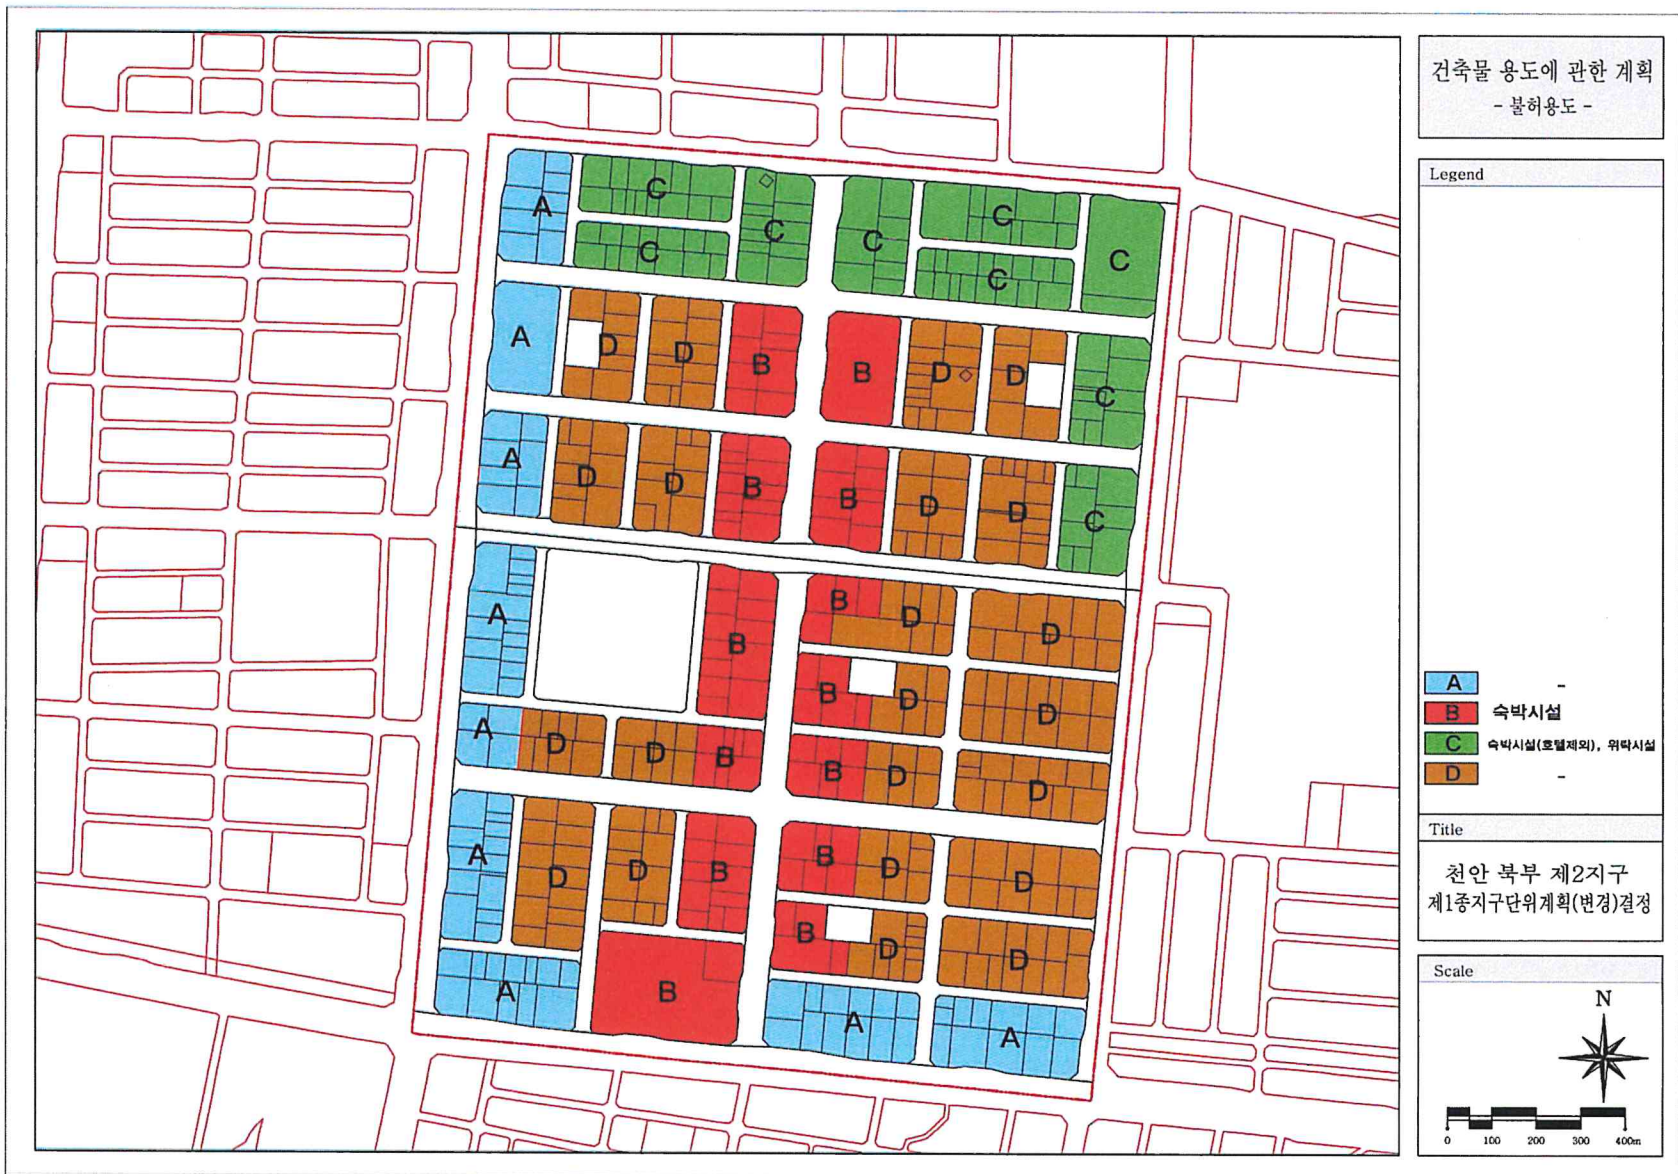 건축물 용도에 관한 계획
- 불허용도 -
Legend
A -
B 숙박시설
C 숙박시설(호텔제외), 위락시설
D -
Title
천안 북부 제2지구
제1종지구단위계획(변경)결정
Scale
N
0 100 200 300 400m
A C C C C C
C C C
A D D B B D D C
A D D B B D D C
A B B D D
B D D
A D D B B D D
A D D B B D D
B D D
A B A A